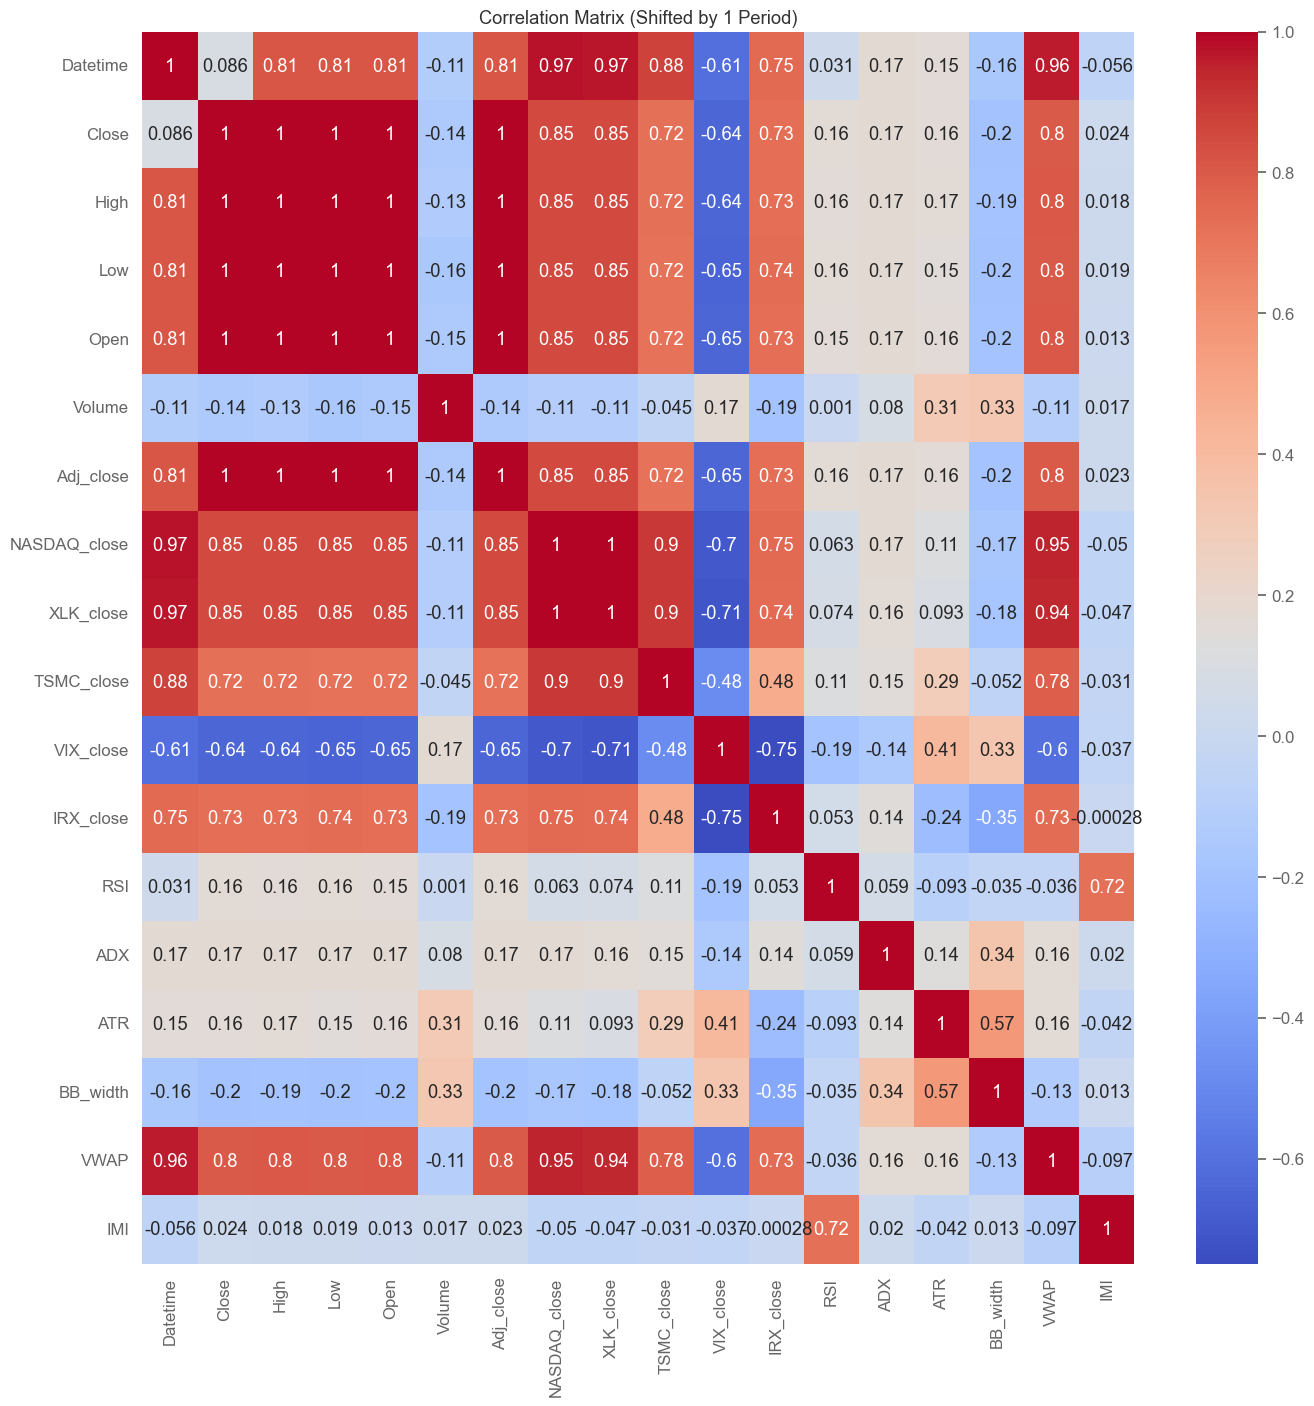 Correlation Matrix (Shifted by 1 Period)
Datetime 1 0.086 0.81 0.81 0.81 -0.11 0.81 0.97 0.97 0.88 -0.61 0.75 0.031 0.17 0.15 -0.16 0.96 -0.056
Close 0.086 1 1 1 1 -0.14 1 0.85 0.85 0.72 -0.64 0.73 0.16 0.17 0.16 -0.2 0.8 0.024
High 0.81 1 1 1 1 -0.13 1 0.85 0.85 0.72 -0.64 0.73 0.16 0.17 0.17 -0.19 0.8 0.018
Low 0.81 1 1 1 1 -0.16 1 0.85 0.85 0.72 -0.65 0.74 0.16 0.17 0.15 -0.2 0.8 0.019
Open 0.81 1 1 1 1 -0.15 1 0.85 0.85 0.72 -0.65 0.73 0.15 0.17 0.16 -0.2 0.8 0.013
Volume -0.11 -0.14 -0.13 -0.16 -0.15 1 -0.14 -0.11 -0.11 -0.045 0.17 -0.19 0.001 0.08 0.31 0.33 -0.11 0.017
Adj_close 0.81 1 1 1 1 -0.14 1 0.85 0.85 0.72 -0.65 0.73 0.16 0.17 0.16 -0.2 0.8 0.023
NASDAQ_close 0.97 0.85 0.85 0.85 0.85 -0.11 0.85 1 1 0.9 -0.7 0.75 0.063 0.17 0.11 -0.17 0.95 -0.05
XLK_close 0.97 0.85 0.85 0.85 0.85 -0.11 0.85 1 1 0.9 -0.71 0.74 0.074 0.16 0.093 -0.18 0.94 -0.047
TSMC_close 0.88 0.72 0.72 0.72 0.72 -0.045 0.72 0.9 0.9 1 -0.48 0.48 0.11 0.15 0.29 -0.052 0.78 -0.031
VIX_close -0.61 -0.64 -0.64 -0.65 -0.65 0.17 -0.65 -0.7 -0.71 -0.48 1 -0.75 -0.19 -0.14 0.41 0.33 -0.6 -0.037
IRX_close 0.75 0.73 0.73 0.74 0.73 -0.19 0.73 0.75 0.74 0.48 -0.75 1 0.053 0.14 -0.24 -0.35 0.73 -0.00028
RSI 0.031 0.16 0.16 0.16 0.15 0.001 0.16 0.063 0.074 0.11 -0.19 0.053 1 0.059 -0.093 -0.035 -0.036 0.72
ADX 0.17 0.17 0.17 0.17 0.17 0.08 0.17 0.17 0.16 0.15 -0.14 0.14 0.059 1 0.14 0.34 0.16 0.02
ATR 0.15 0.16 0.17 0.15 0.16 0.31 0.16 0.11 0.093 0.29 0.41 -0.24 -0.093 0.14 1 0.57 0.16 -0.042
BB_width -0.16 -0.2 -0.19 -0.2 -0.2 0.33 -0.2 -0.17 -0.18 -0.052 0.33 -0.35 -0.035 0.34 0.57 1 -0.13 0.013
VWAP 0.96 0.8 0.8 0.8 0.8 -0.11 0.8 0.95 0.94 0.78 -0.6 0.73 -0.036 0.16 0.16 -0.13 1 -0.097
IMI -0.056 0.024 0.018 0.019 0.013 0.017 0.023 -0.05 -0.047 -0.031 -0.037 -0.00028 0.72 0.02 -0.042 0.013 -0.097 1
Datetime
Close
High
Low
Open
Volume
Adj_close
NASDAQ_close
XLK_close
TSMC_close
VIX_close
IRX_close
RSI
ADX
ATR
BB_width
VWAP
IMI
1.0
0.8
0.6
0.4
0.2
0.0
−0.2
−0.4
−0.6